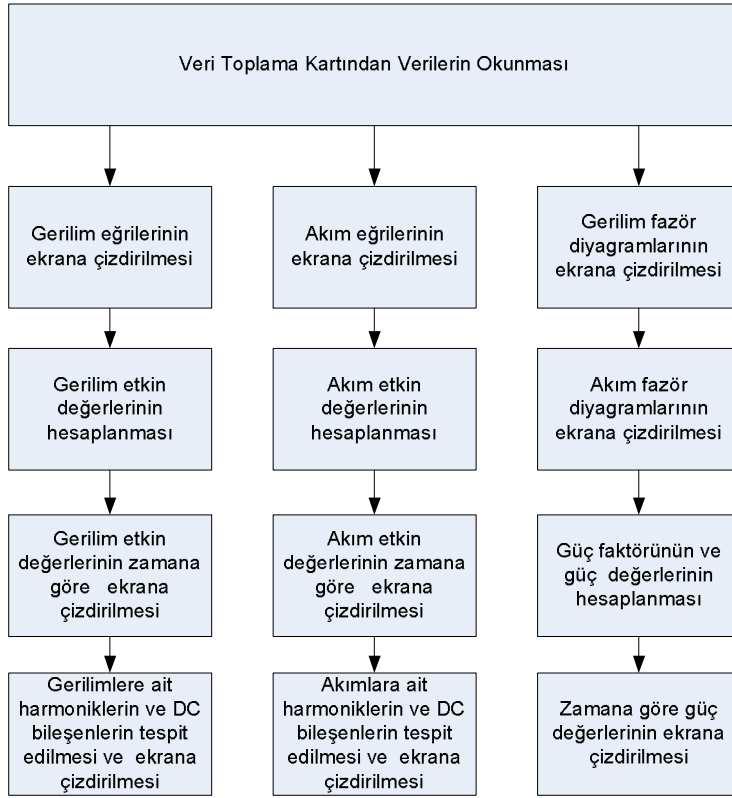 Veri Toplama Kartından Verilerin Okunması
Gerilim eğrilerinin
ekrana çizdirilmesi
Akım eğrilerinin
ekrana çizdirilmesi
Gerilim fazör
diyagramlarının
ekrana çizdirilmesi
Gerilim etkin
değerlerinin
hesaplanması
Akım etkin
değerlerinin
hesaplanması
Akım fazör
diyagramlarının
ekrana çizdirilmesi
Gerilim etkin
değerlerinin zamana
göre ekrana
çizdirilmesi
Akım etkin
değerlerinin zamana
göre ekrana
çizdirilmesi
Güç faktörünün ve
güç değerlerinin
hesaplanması
Gerilimlere ait
harmoniklerin ve DC
bileşenlerin tespit
edilmesi ve ekrana
çizdirilmesi
Akımlara ait
harmoniklerin ve DC
bileşenlerin tespit
edilmesi ve ekrana
çizdirilmesi
Zamana göre güç
değerlerinin ekrana
çizdirilmesi